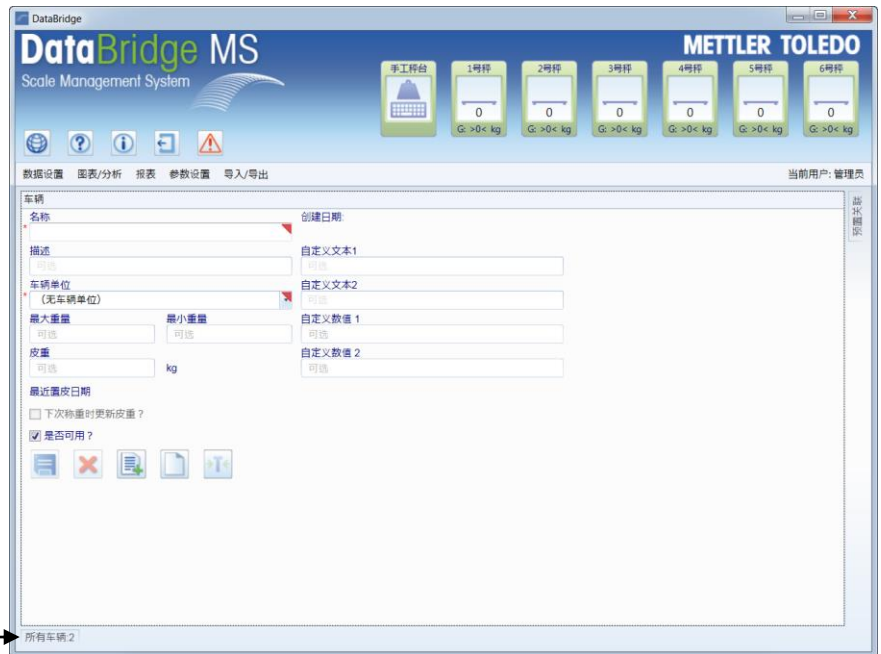 DataBridge
DataBridge MS
METTLER TOLEDO
Scale Management System
手工秤台
1号秤
2号秤
3号秤
4号秤
5号秤
6号秤
0
0
0
0
0
0
G: >0< kg
G: >0< kg
G: >0< kg
G: >0< kg
G: >0< kg
G: >0< kg
数据设置 图表/分析 报表 参数设置 导入/导出
当前用户: 管理员
车辆
预置关联
名称
创建日期:
*
描述
自定义文本1
可选
可选
车辆单位
自定义文本2
* (无车辆单位)
可选
最大重量
最小重量
自定义数值 1
可选
可选
可选
皮重
自定义数值 2
可选
kg
可选
最近置皮日期
下次称重时更新皮重？
是否可用？
所有车辆:2